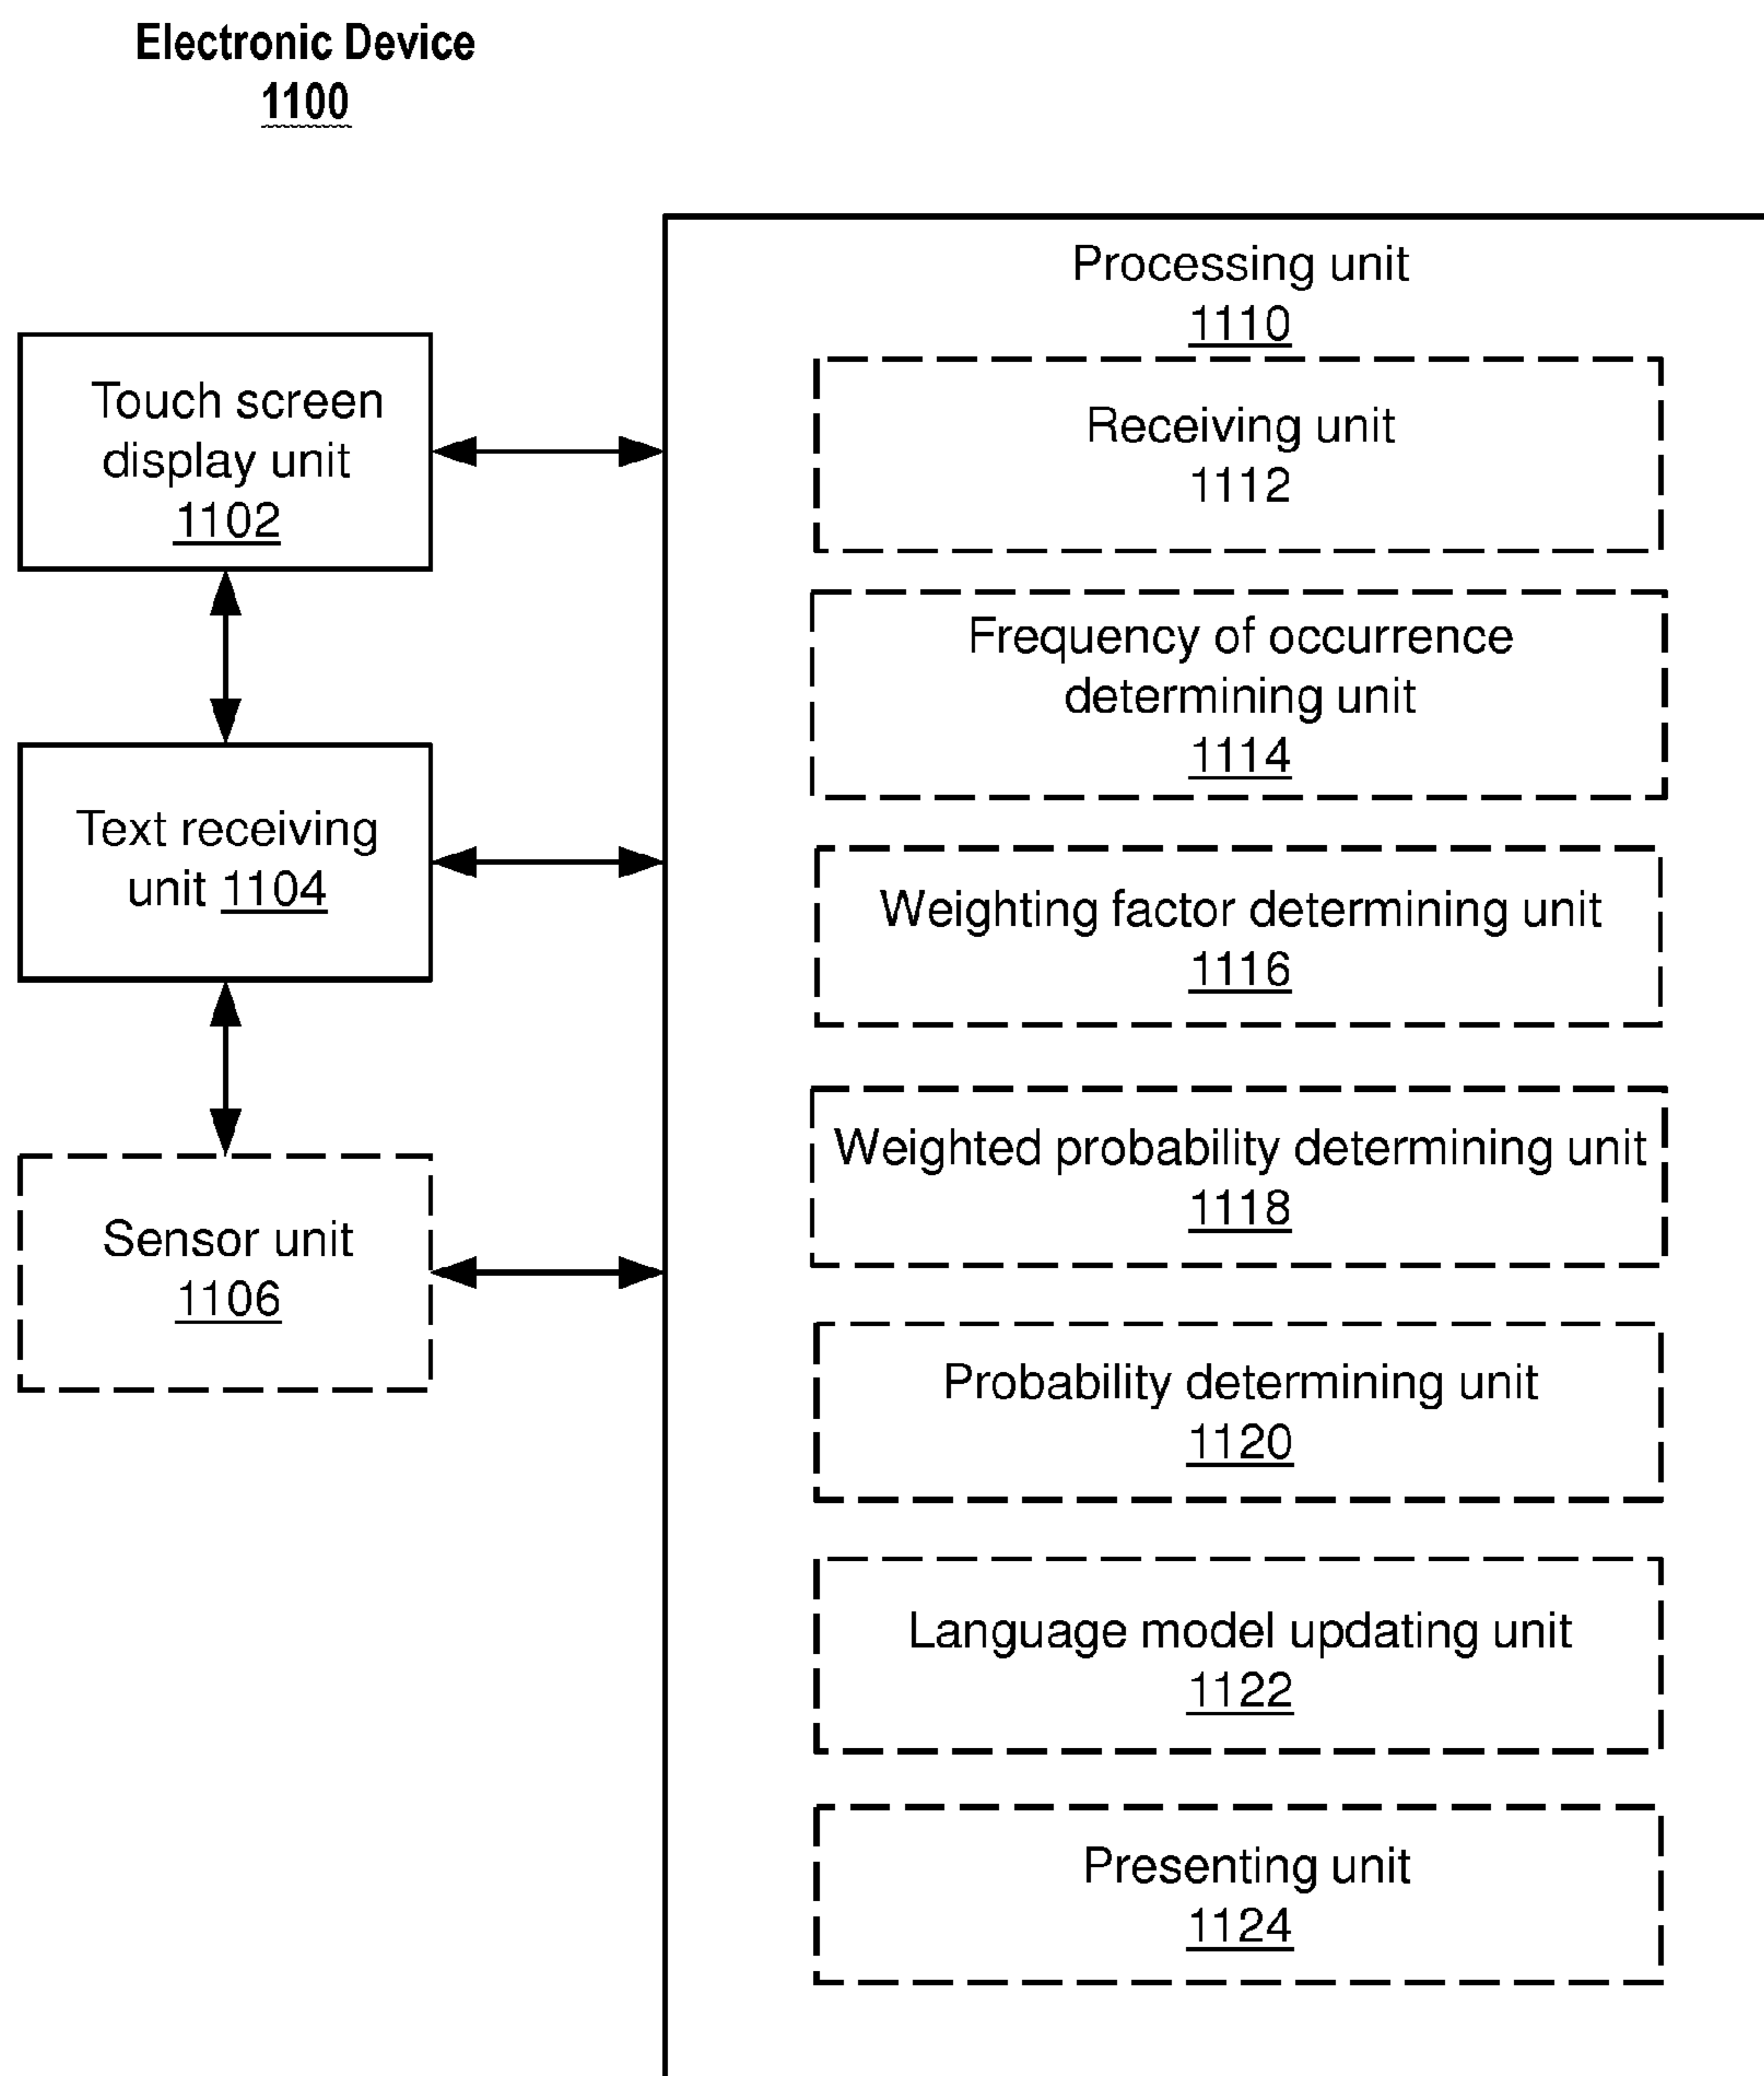 Electronic Device
1100
Touch screen
display unit
1102
Text receiving
unit 1104
Sensor unit
1106
Processing unit
1110
Receiving unit
1112
Frequency of occurrence
determining unit
1114
Weighting factor determining unit
1116
Weighted probability determining unit
1118
Probability determining unit
1120
Language model updating unit
1122
Presenting unit
1124